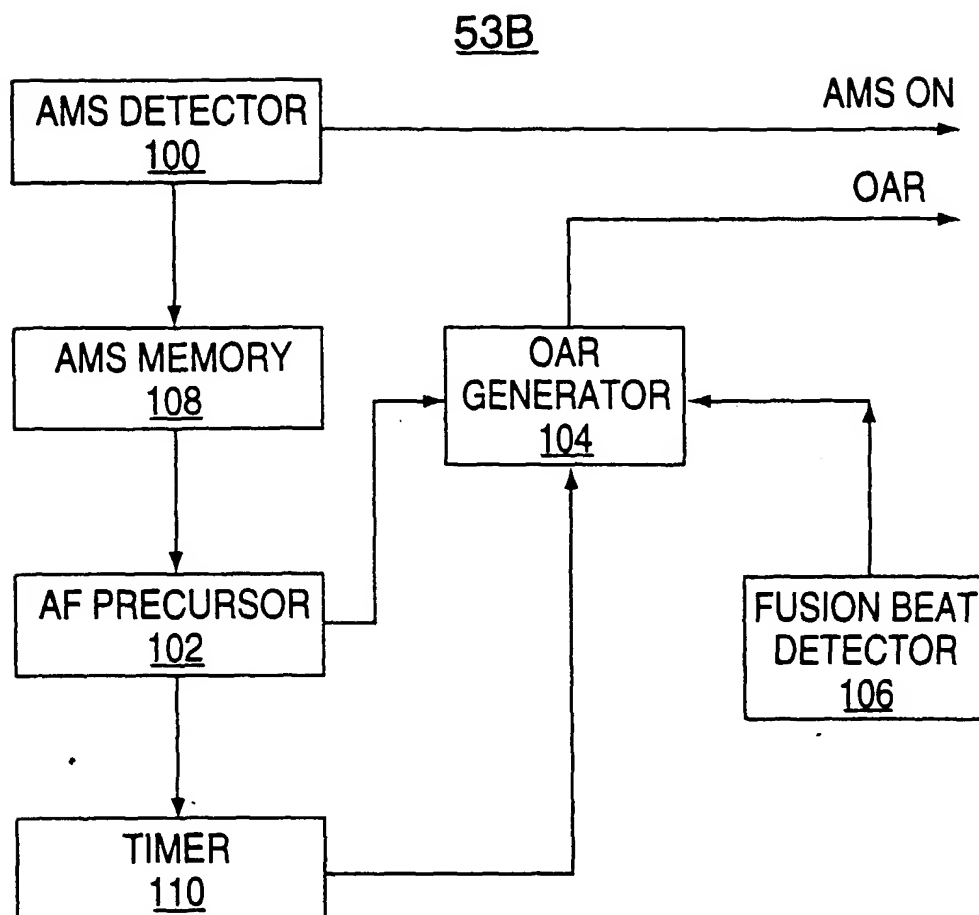 53B
AMS DETECTOR
100
AMS ON
OAR
AMS MEMORY
108
OAR
GENERATOR
104
AF PRECURSOR
102
FUSION BEAT
DETECTOR
106
TIMER
110